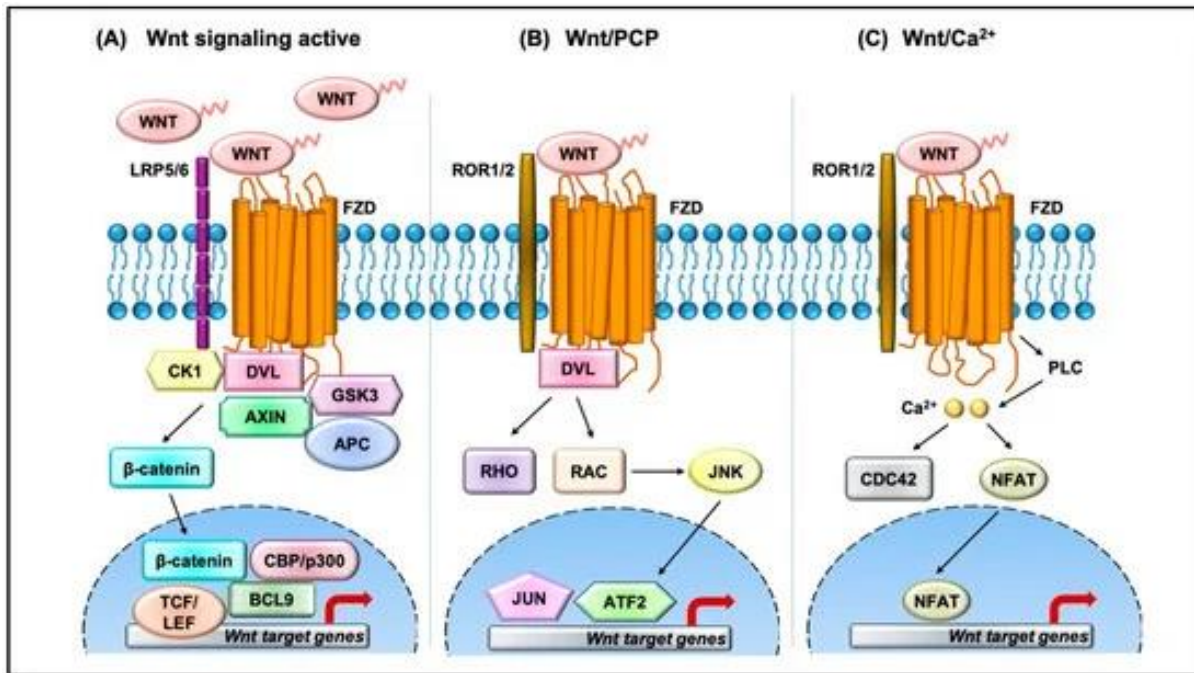 (A) Wnt signaling active
WNT
WNT
WNT
LRP5/6
FZD
CK1
DVL
GSK3
AXIN
APC
β-catenin
β-catenin
CBP/p300
TCF/
LEF
BCL9
Wnt target genes
(B) Wnt/PCP
WNT
ROR1/2
FZD
DVL
RHO
RAC
JNK
JUN
ATF2
Wnt target genes
(C) Wnt/Ca²⁺
WNT
ROR1/2
FZD
PLC
Ca²⁺
CDC42
NFAT
NFAT
Wnt target genes